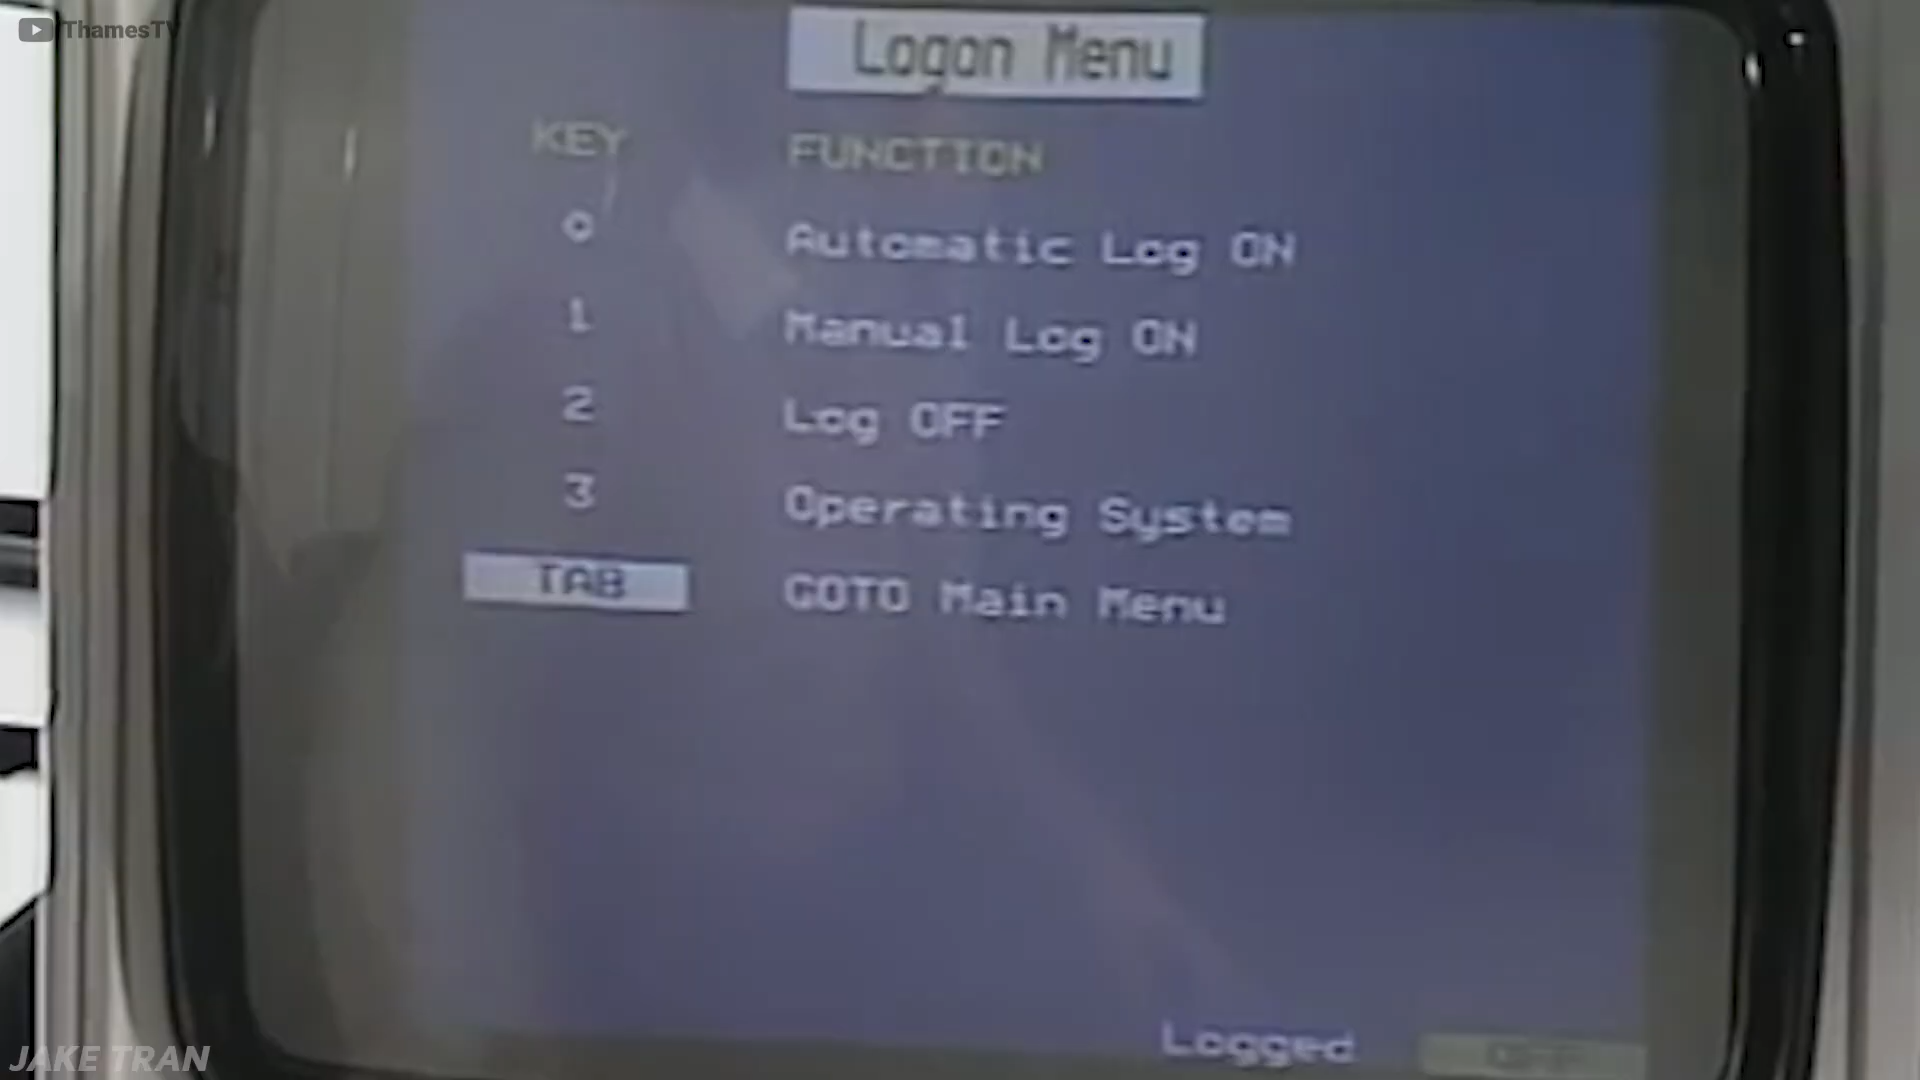 ThamesTV
Logon Menu
KEY FUNCTION
0 Automatic Log ON
1 Manual Log ON
2 Log OFF
3 Operating System
TAB GOTO Main Menu
Logged
JAKE TRAN